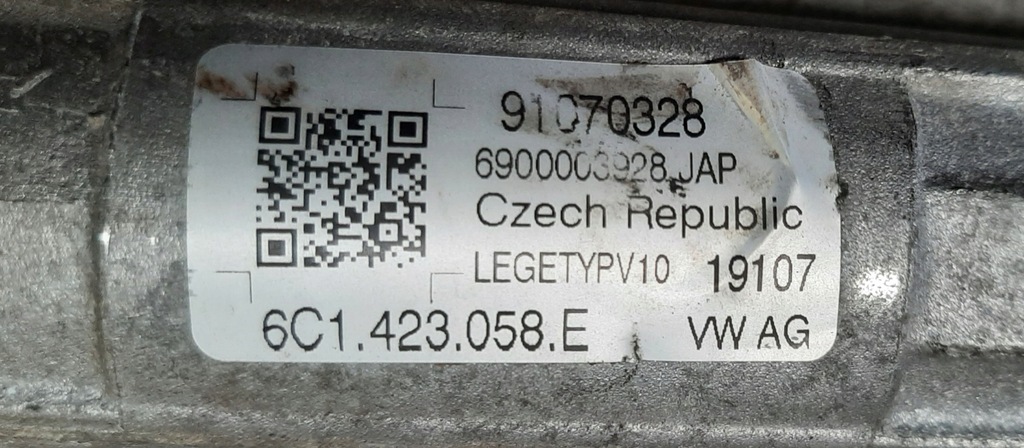 91070328
6900003928.JAP
Czech Republic
LEGETYPV10 19107
6C1.423.058.E VW AG